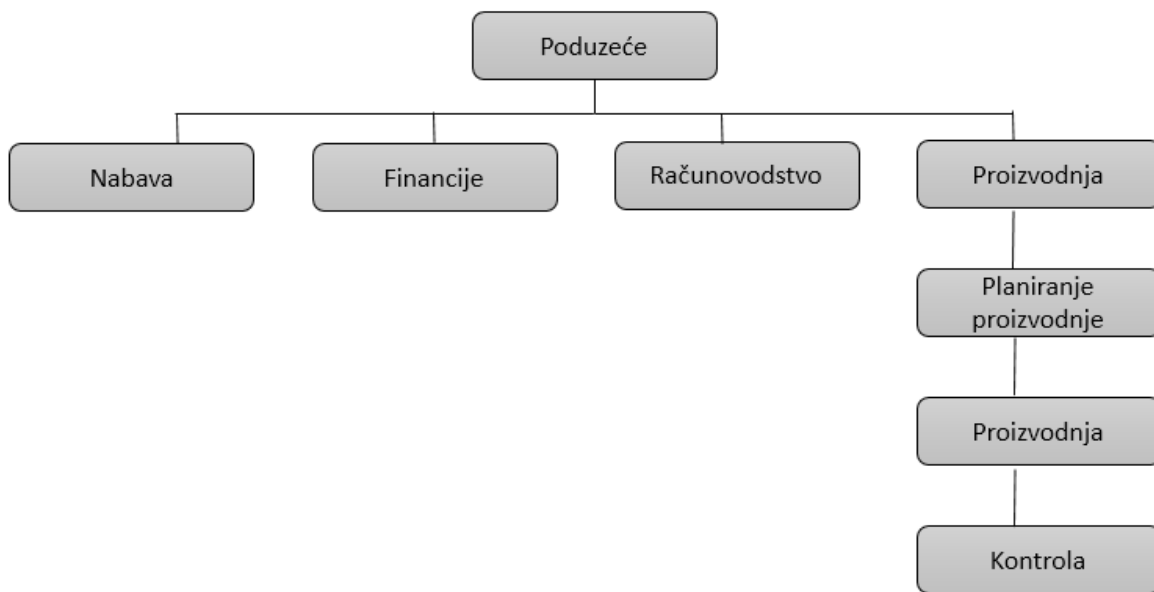 Poduzeće
Nabava
Financije
Računovodstvo
Proizvodnja
Planiranje
proizvodnje
Proizvodnja
Kontrola